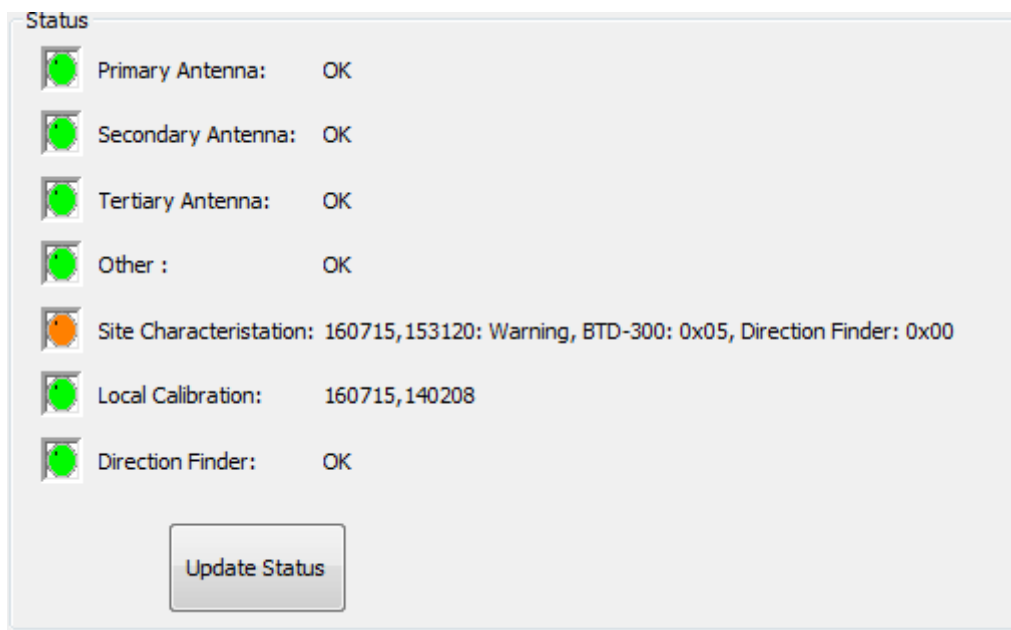 Status
Primary Antenna: OK
Secondary Antenna: OK
Tertiary Antenna: OK
Other : OK
Site Characteristation: 160715,153120: Warning, BTD-300: 0x05, Direction Finder: 0x00
Local Calibration: 160715,140208
Direction Finder: OK
Update Status